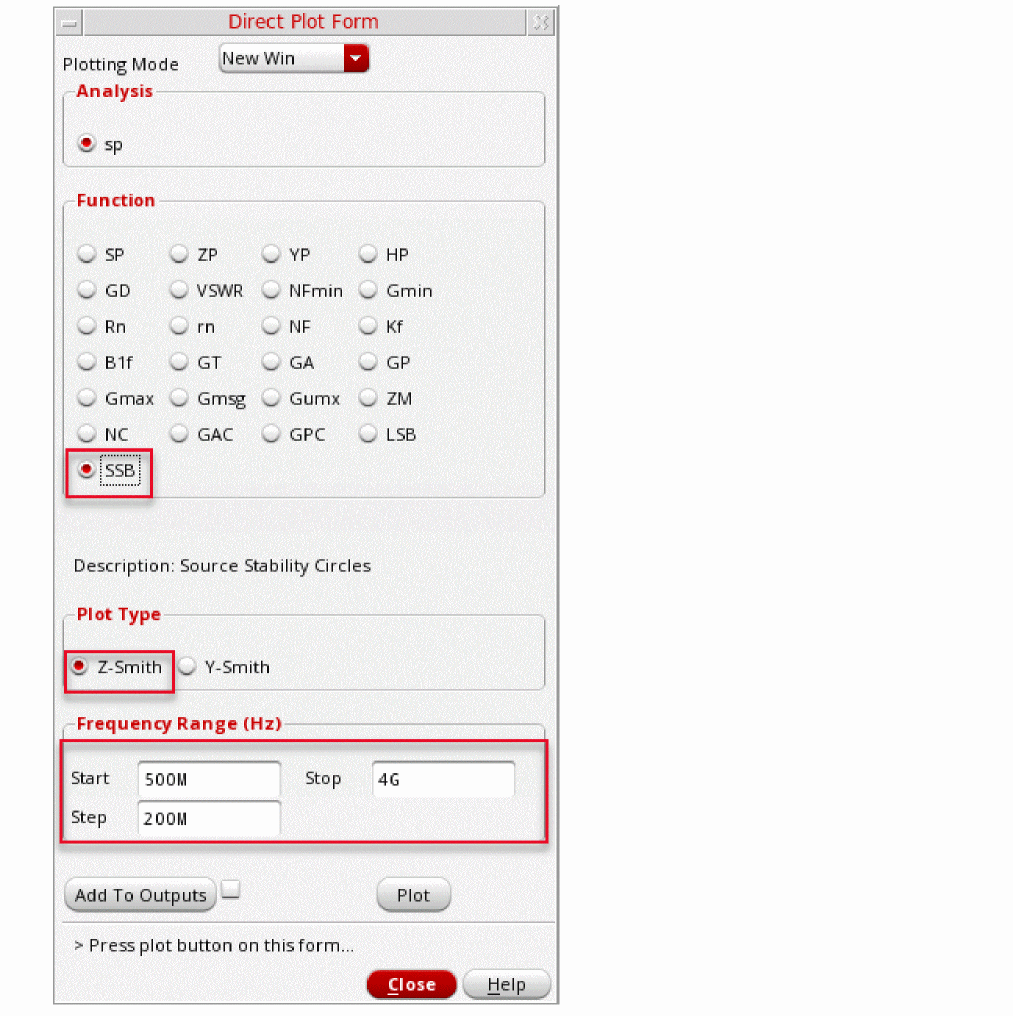 Direct Plot Form
Plotting Mode New Win
Analysis
sp
Function
SP ZP YP HP
GD VSWR NFmin Gmin
Rn rn NF Kf
B1f GT GA GP
Gmax Gmsg Gumx ZM
NC GAC GPC LSB
SSB
Description: Source Stability Circles
Plot Type
Z-Smith Y-Smith
Frequency Range (Hz)
Start 500M Stop 4G
Step 200M
Add To Outputs Plot
> Press plot button on this form...
Close Help